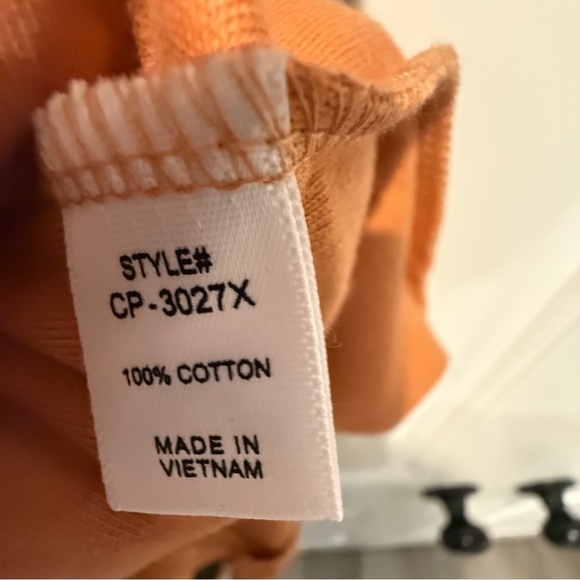 STYLE#
CP-3027X
100% COTTON
MADE IN
VIETNAM